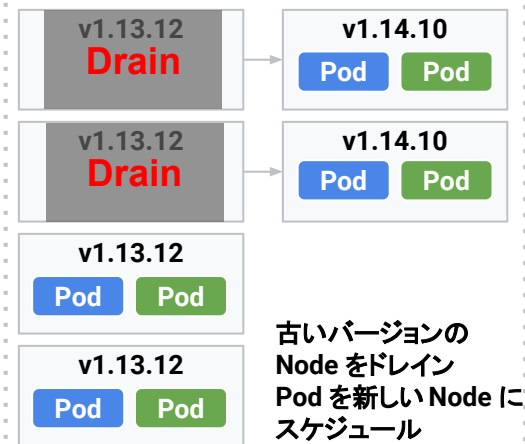 v1.13.12
Drain
v1.14.10
Pod Pod
v1.13.12
Drain
v1.14.10
Pod Pod
v1.13.12
Pod Pod
v1.13.12
Pod Pod
古いバージョンの
Node をドレイン
Pod を新しい Node に
スケジュール